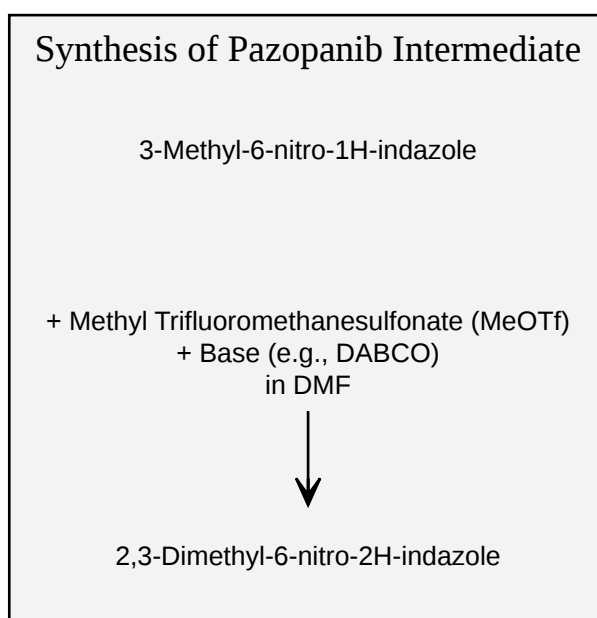 Synthesis of Pazopanib Intermediate
3-Methyl-6-nitro-1H-indazole
+ Methyl Trifluoromethanesulfonate (MeOTf)
+ Base (e.g., DABCO)
in DMF
2,3-Dimethyl-6-nitro-2H-indazole